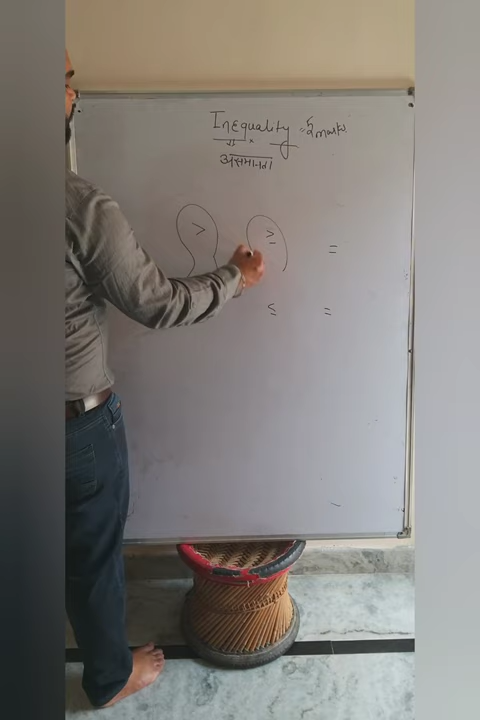 Inequality = 5 marks
असमानता
> ≥ =
≤ =